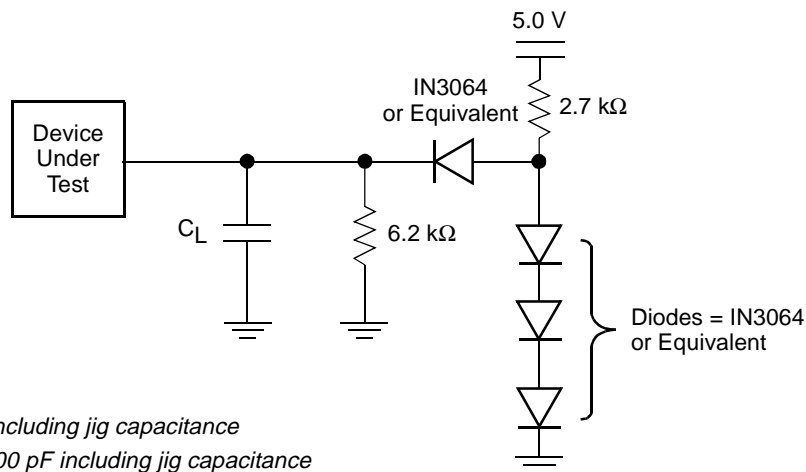 5.0 V
IN3064
or Equivalent
2.7 kΩ
Device
Under
Test
CL
6.2 kΩ
Diodes = IN3064
or Equivalent
including jig capacitance
pF including jig capacitance